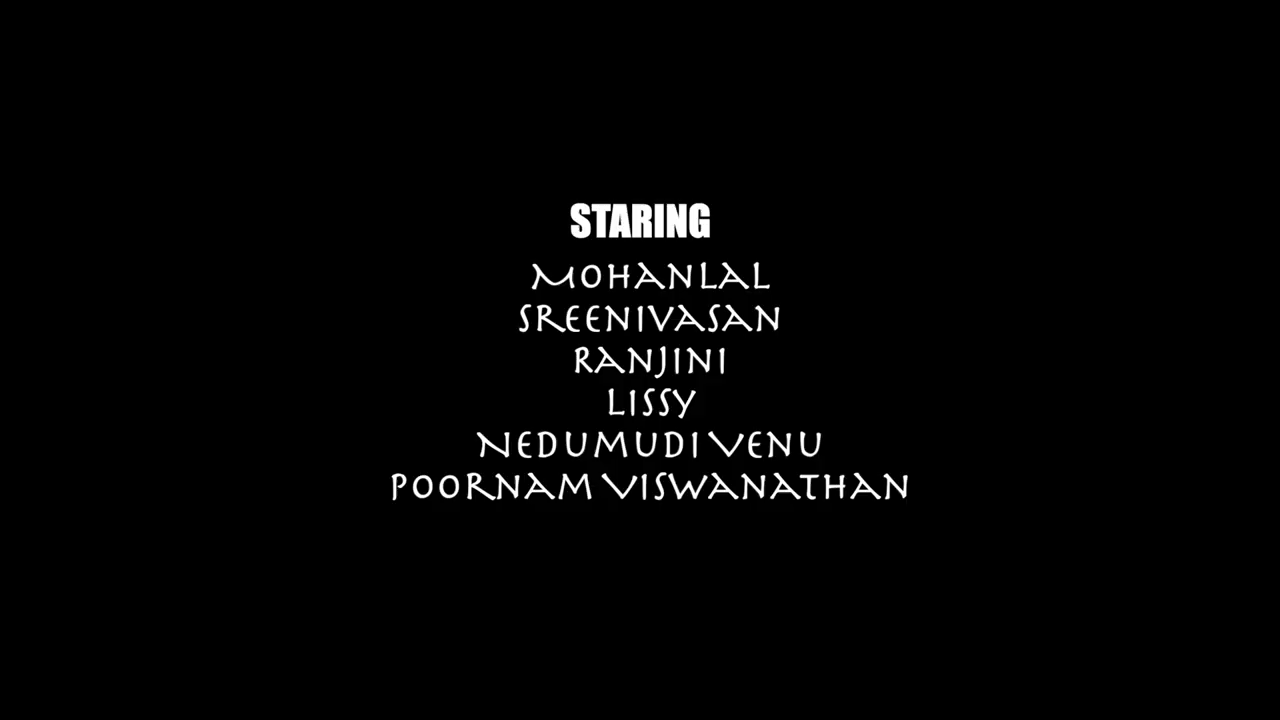 STARING
MOHANLAL
SREENIVASAN
RANJINI
LISSY
NEDUMUDI VENU
POORNAM VISWANATHAN